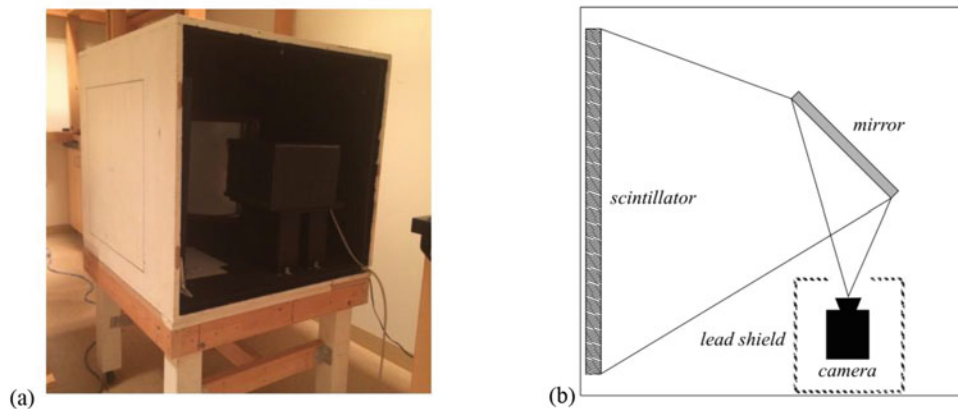 (a)
(b)
mirror
scintillator
lead shield
camera